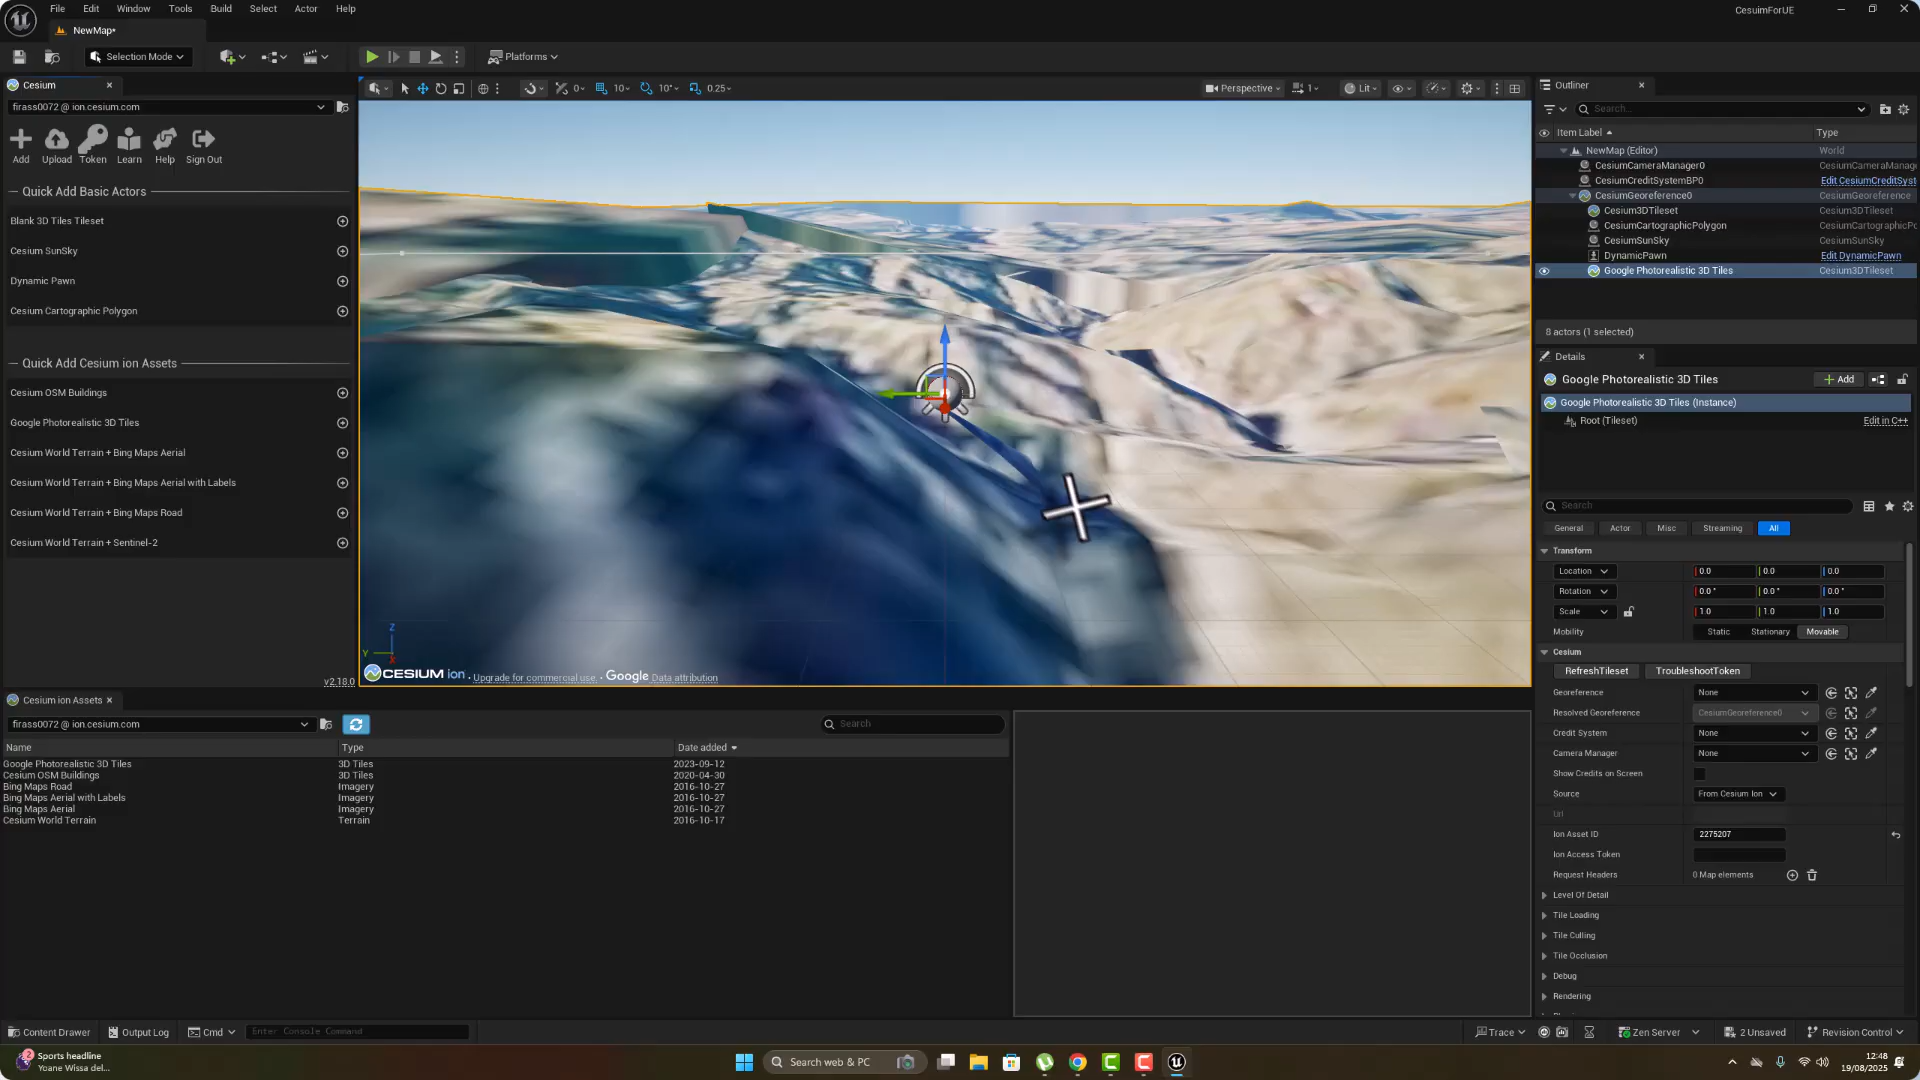 File Edit Window Tools Build Select Actor Help
CesuimForUE
NewMap*
Selection Mode
Platforms
Cesium
firass0072 @ ion.cesium.com
Add Upload Token Learn Help Sign Out
Quick Add Basic Actors
Blank 3D Tiles Tileset
Cesium SunSky
Dynamic Pawn
Cesium Cartographic Polygon
Quick Add Cesium ion Assets
Cesium OSM Buildings
Google Photorealistic 3D Tiles
Cesium World Terrain + Bing Maps Aerial
Cesium World Terrain + Bing Maps Aerial with Labels
Cesium World Terrain + Bing Maps Road
Cesium World Terrain + Sentinel-2
v2.18.0
0 10 10° 0.25
Perspective 1 Lit
Z
Y
X
CESIUM ion • Upgrade for commercial use. • Google Data attribution
Outliner
Search...
Item Label Type
NewMap (Editor) World
CesiumCameraManager0 CesiumCameraManag
CesiumCreditSystemBP0 Edit CesiumCreditSyst
CesiumGeoreference0 CesiumGeoreference
Cesium3DTileset Cesium3DTileset
CesiumCartographicPolygon CesiumCartographicPo
CesiumSunSky CesiumSunSky
DynamicPawn Edit DynamicPawn
Google Photorealistic 3D Tiles Cesium3DTileset
8 actors (1 selected)
Details
Google Photorealistic 3D Tiles
Add
Google Photorealistic 3D Tiles (Instance)
Root (Tileset) Edit in C++
Search
General Actor Misc Streaming All
Transform
Location 0.0 0.0 0.0
Rotation 0.0 ° 0.0 ° 0.0 °
Scale 1.0 1.0 1.0
Mobility Static Stationary Movable
Cesium
RefreshTileset TroubleshootToken
Georeference None
Resolved Georeference CesiumGeoreference0
Credit System None
Camera Manager None
Show Credits on Screen
Source From Cesium Ion
Url
Ion Asset ID 2275207
Ion Access Token
Request Headers 0 Map elements
Level Of Detail
Tile Loading
Tile Culling
Tile Occlusion
Debug
Rendering
Cesium ion Assets
firass0072 @ ion.cesium.com
Search
Name Type Date added
Google Photorealistic 3D Tiles 3D Tiles 2023-09-12
Cesium OSM Buildings 3D Tiles 2020-04-30
Bing Maps Road Imagery 2016-10-27
Bing Maps Aerial with Labels Imagery 2016-10-27
Bing Maps Aerial Imagery 2016-10-27
Cesium World Terrain Terrain 2016-10-17
Content Drawer Output Log Cmd Enter Console Command
Trace Zen Server 2 Unsaved Revision Control
2
Sports headline
Yoane Wissa del...
Search web & PC
12:48
19/08/2025